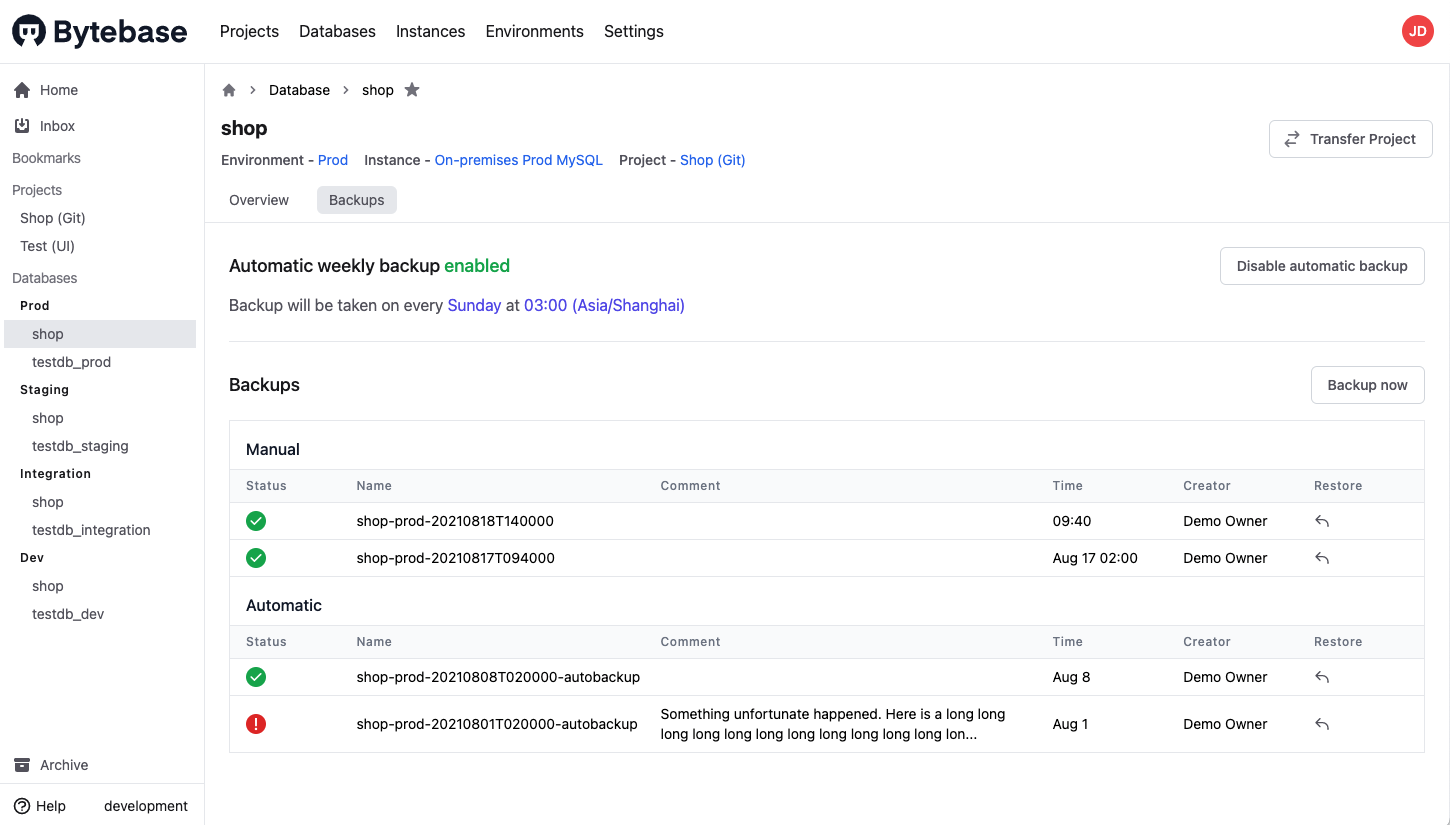 Bytebase Projects Databases Instances Environments Settings JD
Home
Inbox
Bookmarks
Projects
Shop (Git)
Test (UI)
Databases
Prod
shop
testdb_prod
Staging
shop
testdb_staging
Integration
shop
testdb_integration
Dev
shop
testdb_dev
Archive
Help development
Database shop
shop
Transfer Project
Environment - Prod Instance - On-premises Prod MySQL Project - Shop (Git)
Overview Backups
Automatic weekly backup enabled Disable automatic backup
Backup will be taken on every Sunday at 03:00 (Asia/Shanghai)
Backups Backup now
Manual
Status Name Comment Time Creator Restore
shop-prod-20210818T140000 09:40 Demo Owner
shop-prod-20210817T094000 Aug 17 02:00 Demo Owner
Automatic
Status Name Comment Time Creator Restore
shop-prod-20210808T020000-autobackup Aug 8 Demo Owner
shop-prod-20210801T020000-autobackup Something unfortunate happened. Here is a long long Aug 1 Demo Owner
long long long long long long long long long lon...